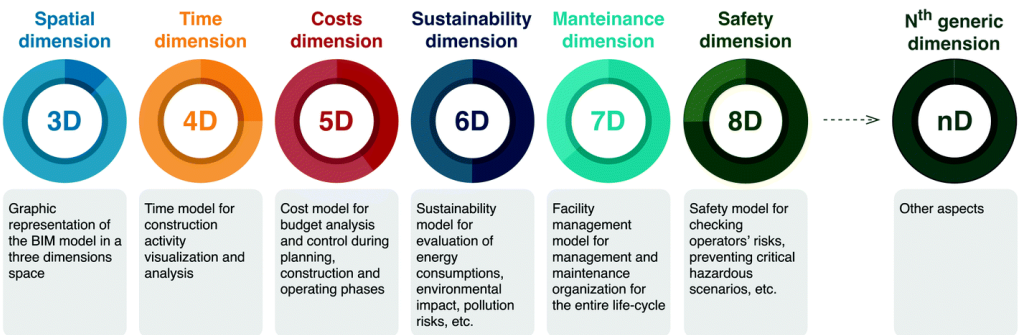 Spatial
dimension
3D
Graphic
representation of
the BIM model in a
three dimensions
space
Time
dimension
4D
Time model for
construction
activity
visualization and
analysis
Costs
dimension
5D
Cost model for
budget analysis
and control during
planning,
construction and
operating phases
Sustainability
dimension
6D
Sustainability
model for
evaluation of
energy
consumptions,
environmental
impact, pollution
risks, etc.
Manteinance
dimension
7D
Facility
management
model for
management and
maintenance
organization for
the entire life-cycle
Safety
dimension
8D
Safety model for
checking
operators' risks,
preventing critical
hazardous
scenarios, etc.
Nth generic
dimension
nD
Other aspects